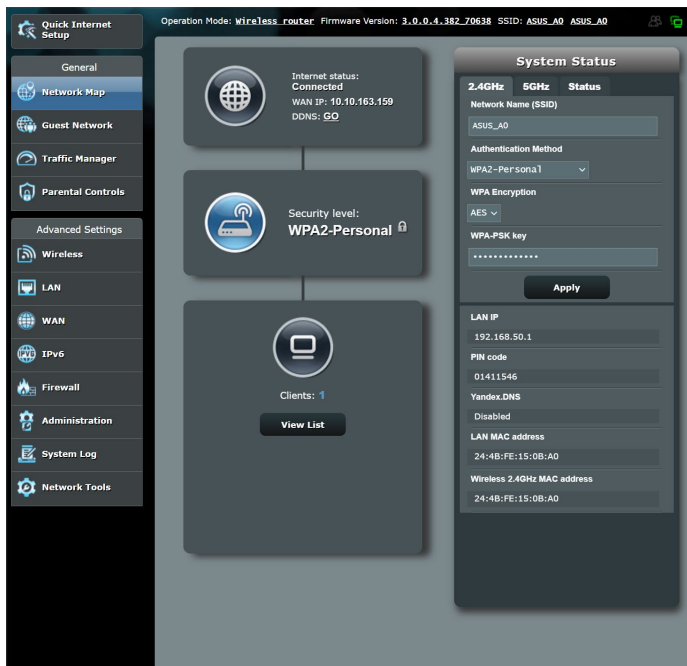 Quick Internet
Setup
Operation Mode: Wireless router Firmware Version: 3.0.0.4.382_70638 SSID: ASUS_A0 ASUS_A0
General
Network Map
Guest Network
Traffic Manager
Parental Controls
Advanced Settings
Wireless
LAN
WAN
IPv6
Firewall
Administration
System Log
Network Tools
Internet status:
Connected
WAN IP: 10.10.163.159
DDNS: GO
Security level:
WPA2-Personal
Clients: 1
View List
System Status
2.4GHz 5GHz Status
Network Name (SSID)
ASUS_A0
Authentication Method
WPA2-Personal
WPA Encryption
AES
WPA-PSK key
•••••••••••••
Apply
LAN IP
192.168.50.1
PIN code
01411546
Yandex.DNS
Disabled
LAN MAC address
24:4B:FE:15:0B:A0
Wireless 2.4GHz MAC address
24:4B:FE:15:0B:A0